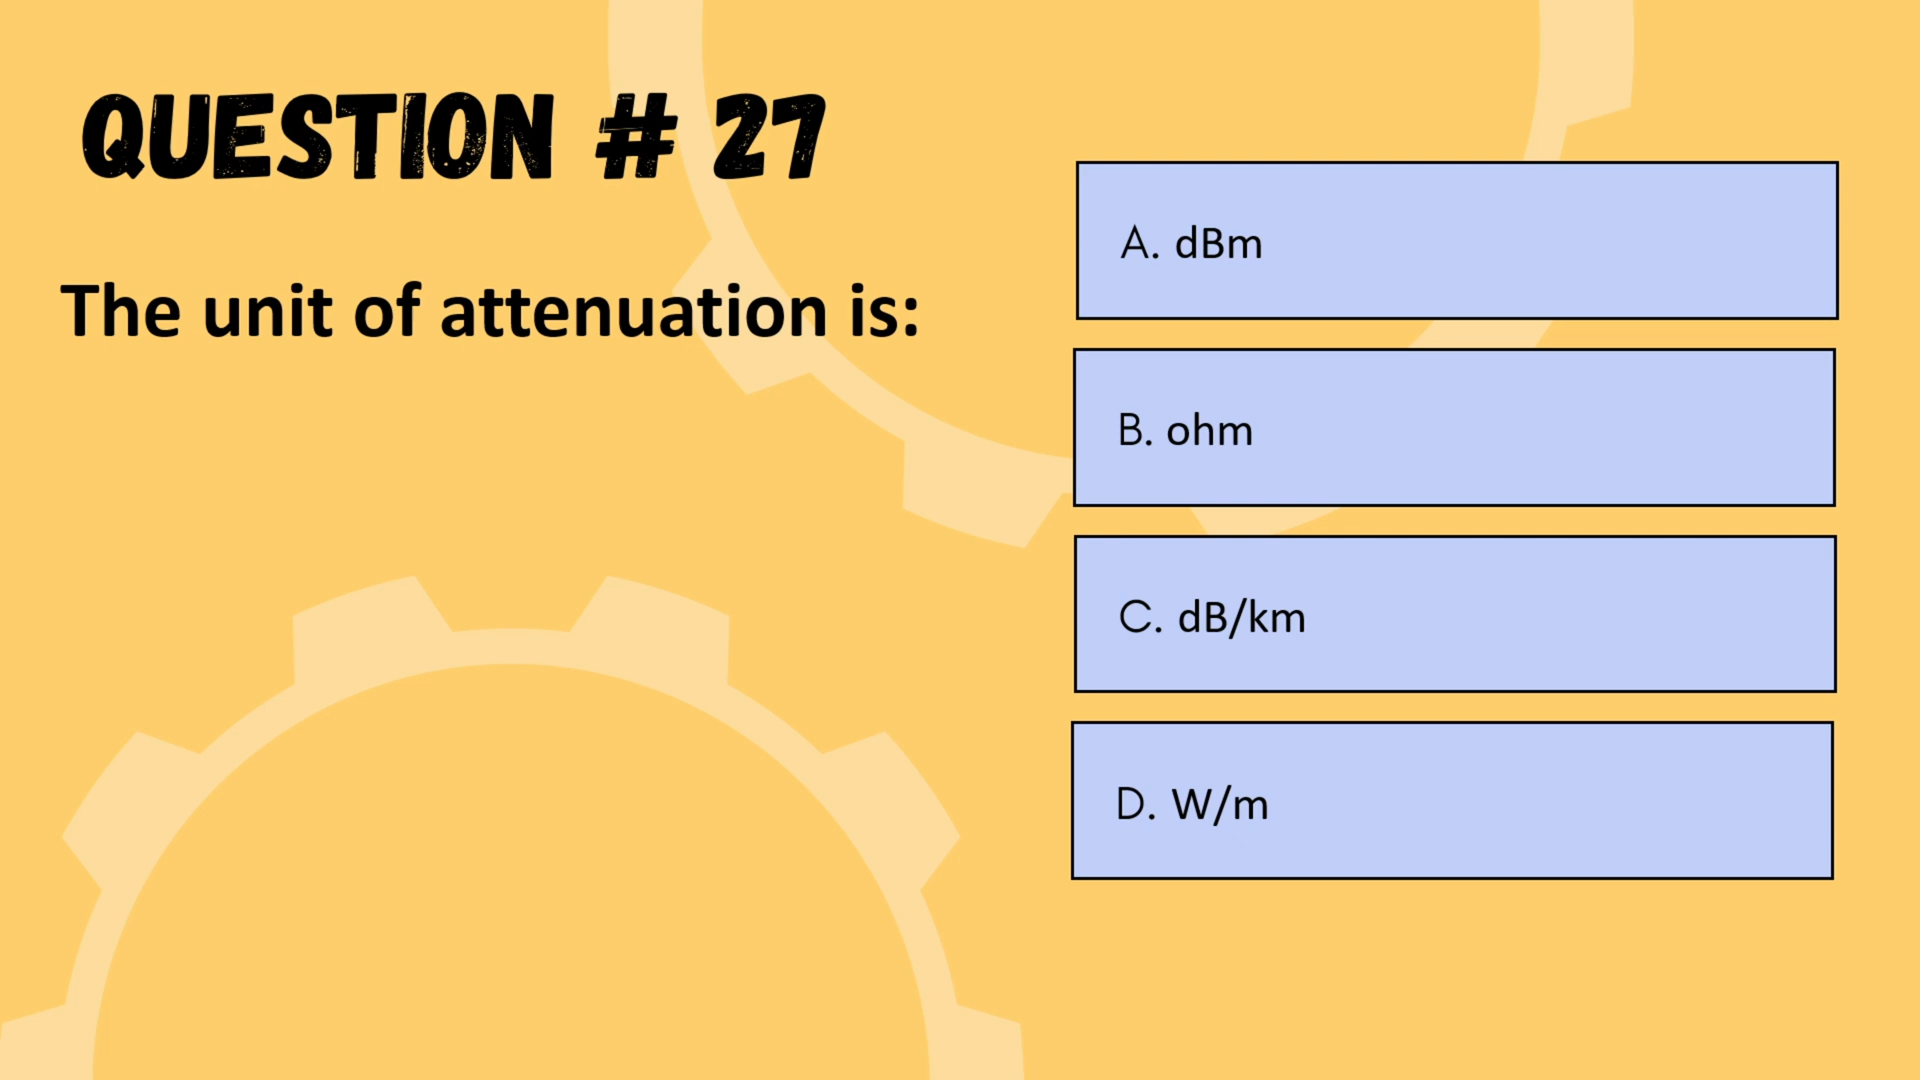 QUESTION # 27
The unit of attenuation is:
A. dBm
B. ohm
C. dB/km
D. W/m